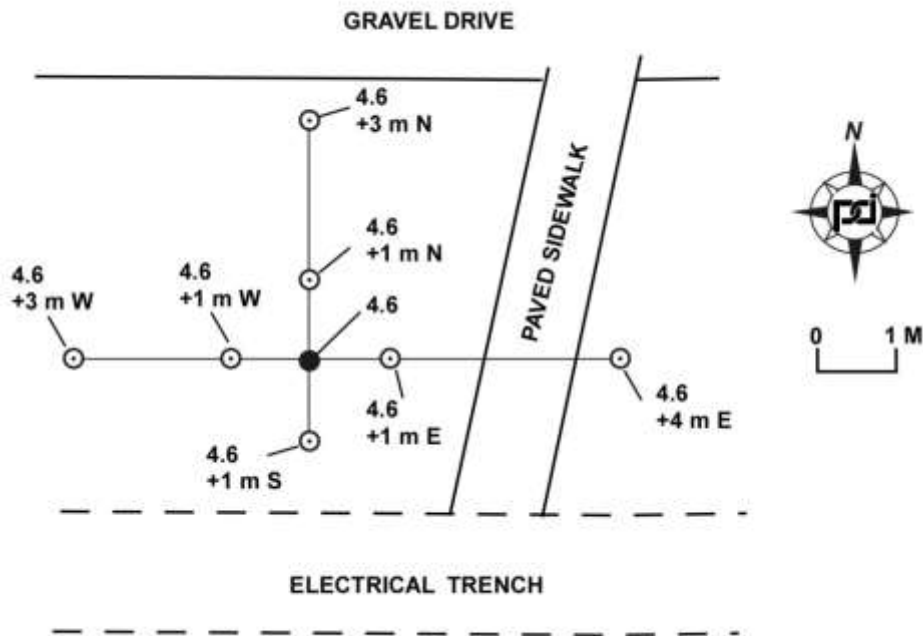 GRAVEL DRIVE
4.6
+3 m N
N
pci
PAVED SIDEWALK
4.6
+1 m N
4.6
+3 m W
4.6
+1 m W
4.6
0 1 M
4.6
+1 m E
4.6
+4 m E
4.6
+1 m S
ELECTRICAL TRENCH